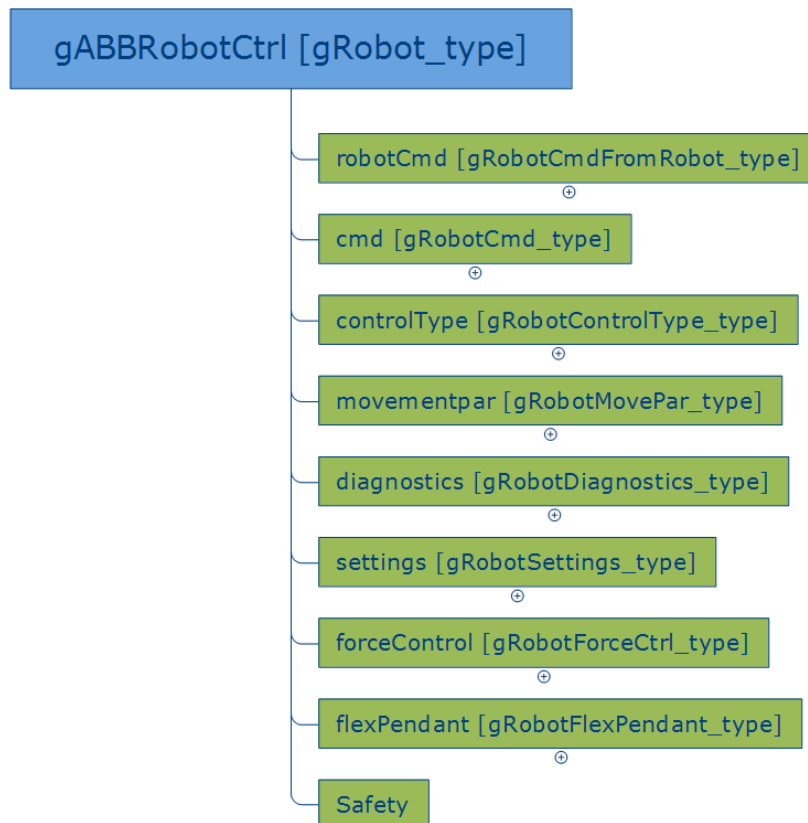 gABBRobotCtrl [gRobot_type]
robotCmd [gRobotCmdFromRobot_type]
cmd [gRobotCmd_type]
controlType [gRobotControlType_type]
movementpar [gRobotMovePar_type]
diagnostics [gRobotDiagnostics_type]
settings [gRobotSettings_type]
forceControl [gRobotForceCtrl_type]
flexPendant [gRobotFlexPendant_type]
Safety